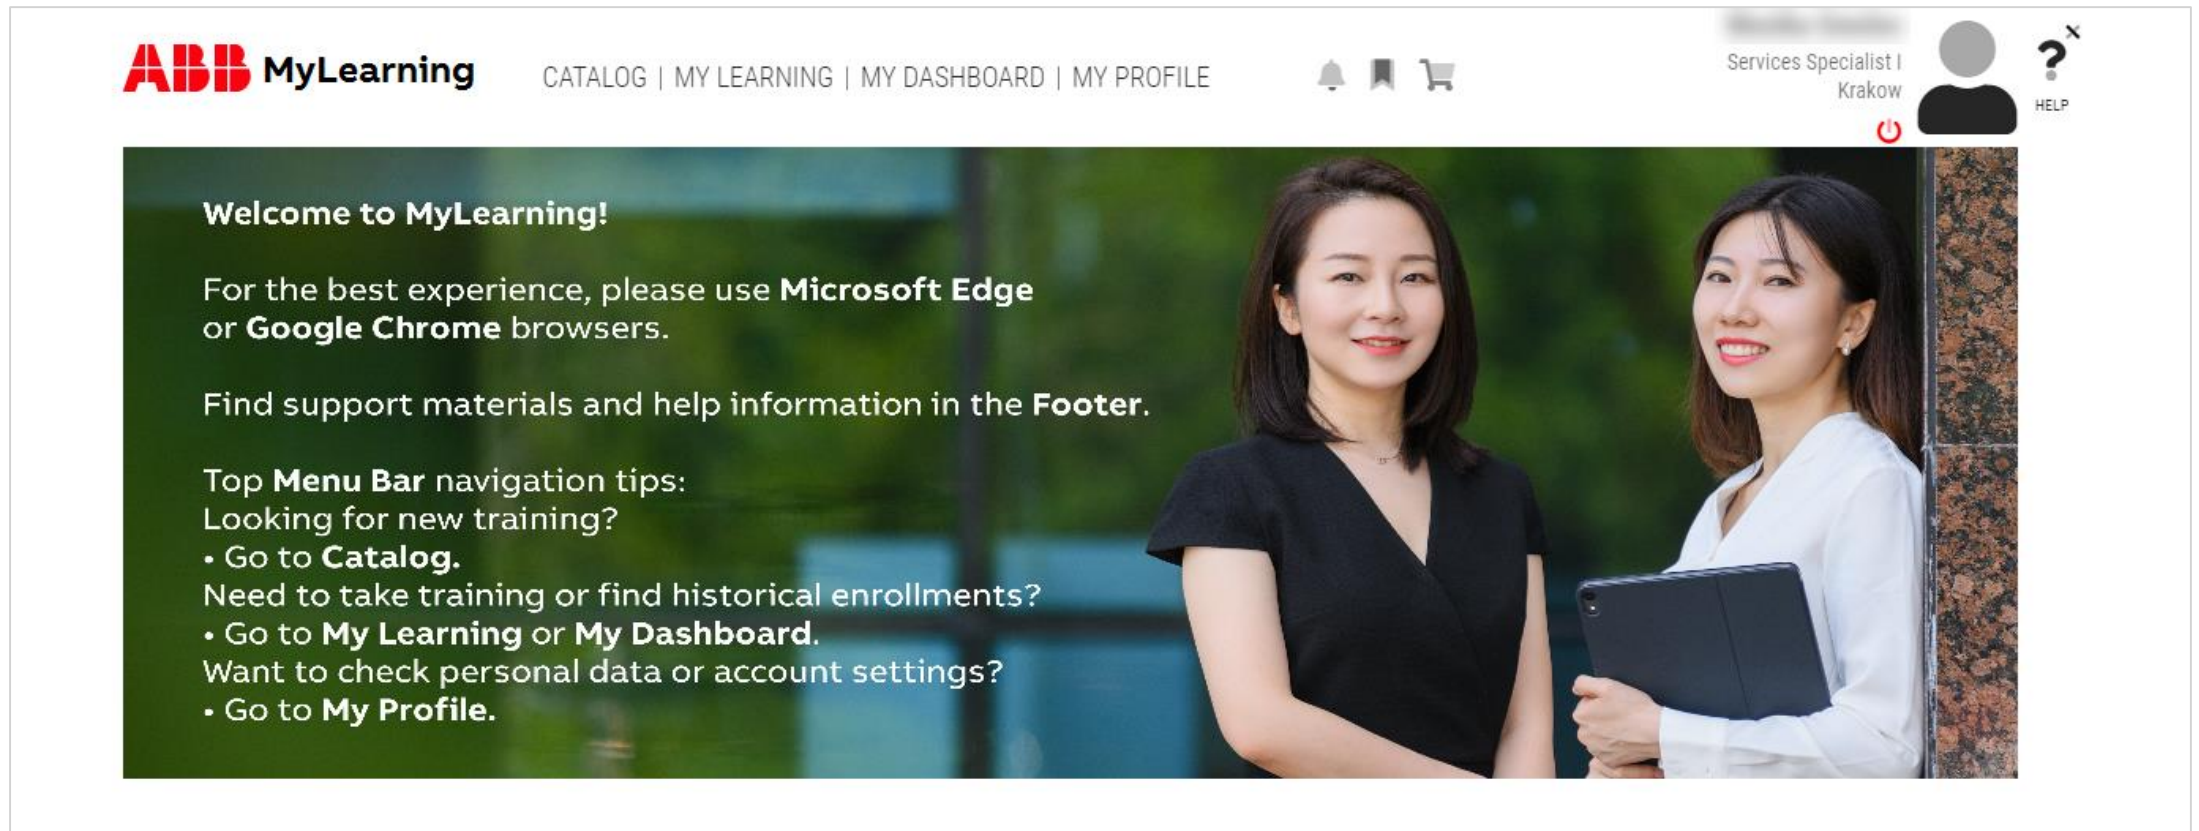 ABB MyLearning
CATALOG | MY LEARNING | MY DASHBOARD | MY PROFILE
Services Specialist I
Krakow
?
HELP
Welcome to MyLearning!
For the best experience, please use Microsoft Edge
or Google Chrome browsers.
Find support materials and help information in the Footer.
Top Menu Bar navigation tips:
Looking for new training?
• Go to Catalog.
Need to take training or find historical enrollments?
• Go to My Learning or My Dashboard.
Want to check personal data or account settings?
• Go to My Profile.